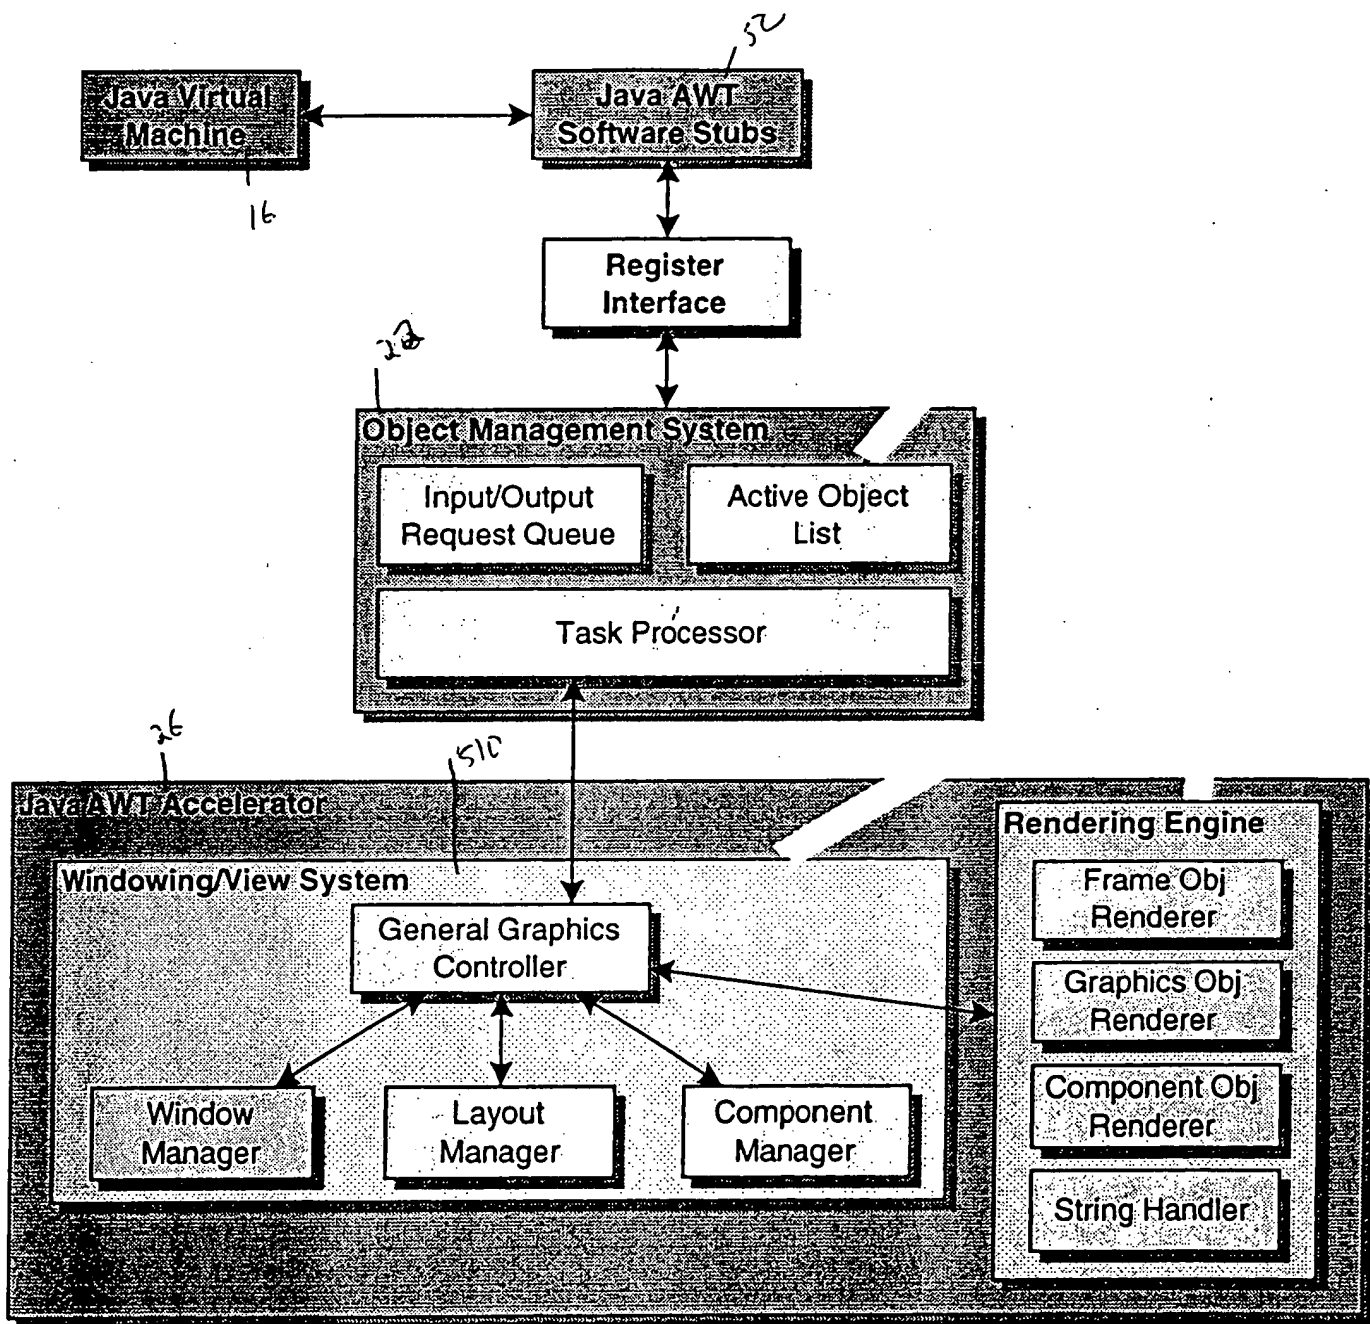 52
Java Virtual
Machine
16
Java AWT
Software Stubs
Register
Interface
Object Management System
Input/Output
Request Queue
Active Object
List
Task Processor
26
510
Java AWT Accelerator
Windowing/View System
General Graphics
Controller
Window
Manager
Layout
Manager
Component
Manager
Rendering Engine
Frame Obj
Renderer
Graphics Obj
Renderer
Component Obj
Renderer
String Handler